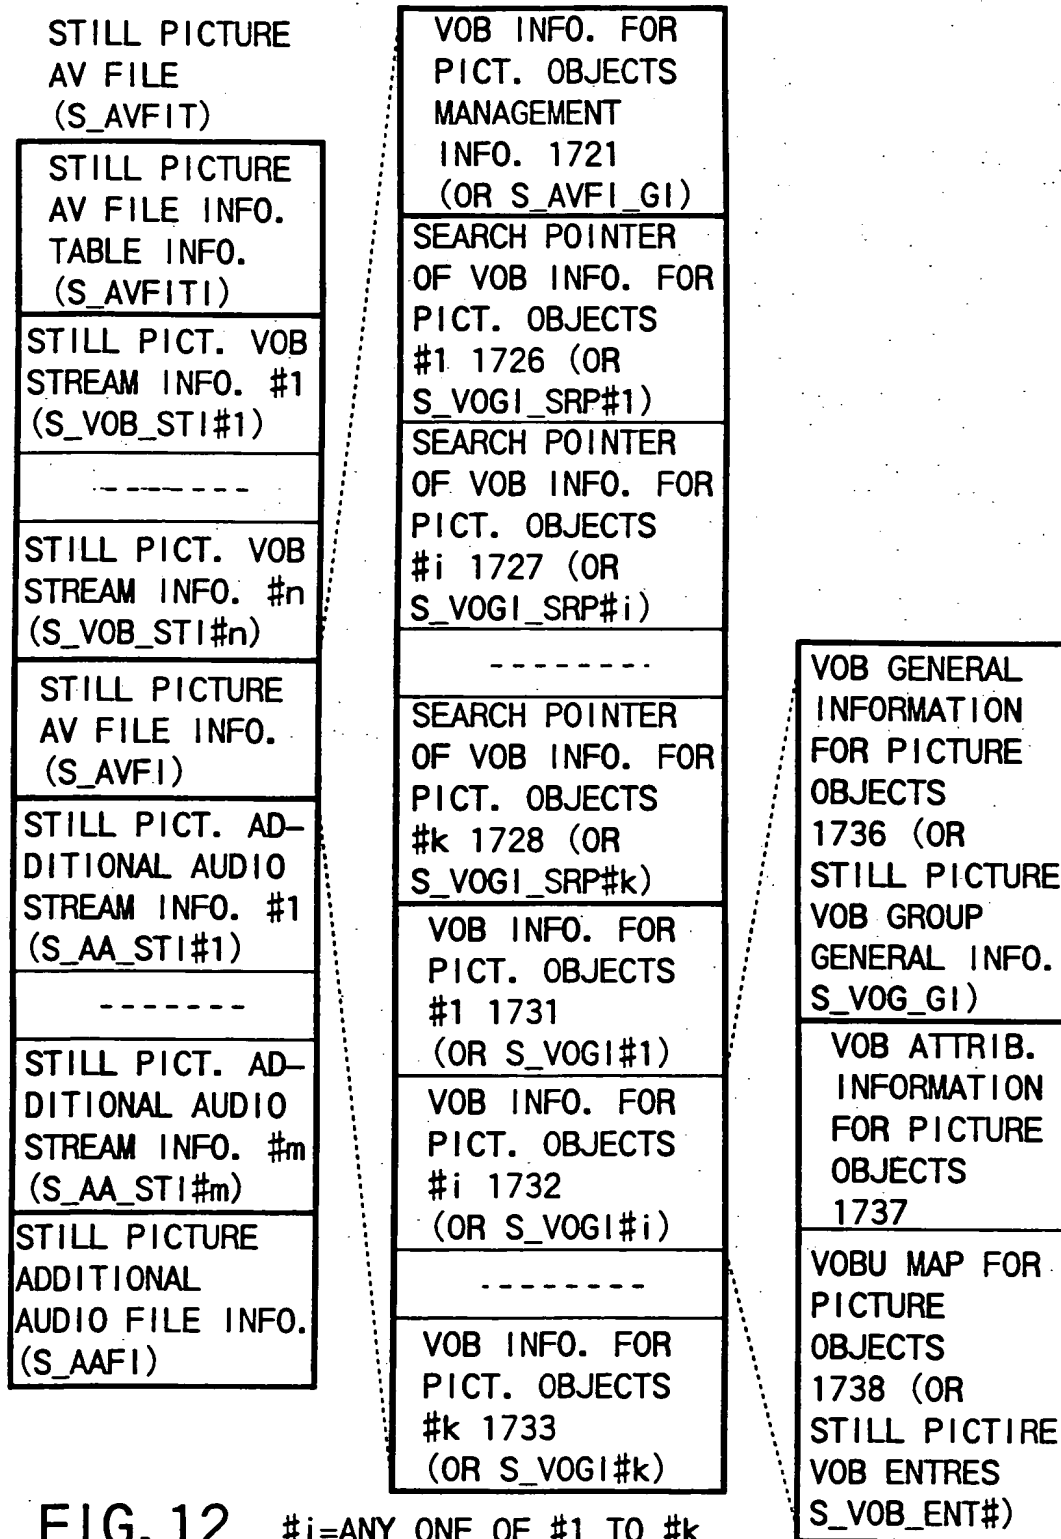 STILL PICTURE
AV FILE
(S_AVFIT)
STILL PICTURE
AV FILE INFO.
TABLE INFO.
(S_AVFITI)
STILL PICT. VOB
STREAM INFO. #1
(S_VOB_STI#1)
-------
STILL PICT. VOB
STREAM INFO. #n
(S_VOB_STI#n)
STILL PICTURE
AV FILE INFO.
(S_AVFI)
STILL PICT. AD-
DITIONAL AUDIO
STREAM INFO. #1
(S_AA_STI#1)
-------
STILL PICT. AD-
DITIONAL AUDIO
STREAM INFO. #m
(S_AA_STI#m)
STILL PICTURE
ADDITIONAL
AUDIO FILE INFO.
(S_AAFI)
VOB INFO. FOR
PICT. OBJECTS
MANAGEMENT
INFO. 1721
(OR S_AVFI_GI)
SEARCH POINTER
OF VOB INFO. FOR
PICT. OBJECTS
#1 1726 (OR
S_VOGI_SRP#1)
SEARCH POINTER
OF VOB INFO. FOR
PICT. OBJECTS
#i 1727 (OR
S_VOGI_SRP#i)
--------
SEARCH POINTER
OF VOB INFO. FOR
PICT. OBJECTS
#k 1728 (OR
S_VOGI_SRP#k)
VOB INFO. FOR
PICT. OBJECTS
#1 1731
(OR S_VOGI#1)
VOB INFO. FOR
PICT. OBJECTS
#i 1732
(OR S_VOGI#i)
--------
VOB INFO. FOR
PICT. OBJECTS
#k 1733
(OR S_VOGI#k)
VOB GENERAL
INFORMATION
FOR PICTURE
OBJECTS
1736 (OR
STILL PICTURE
VOB GROUP
GENERAL INFO.
S_VOG_GI)
VOB ATTRIB.
INFORMATION
FOR PICTURE
OBJECTS
1737
VOBU MAP FOR
PICTURE
OBJECTS
1738 (OR
STILL PICTIRE
VOB ENTRES
S_VOB_ENT#)
FIG. 12 #i=ANY ONE OF #1 TO #k